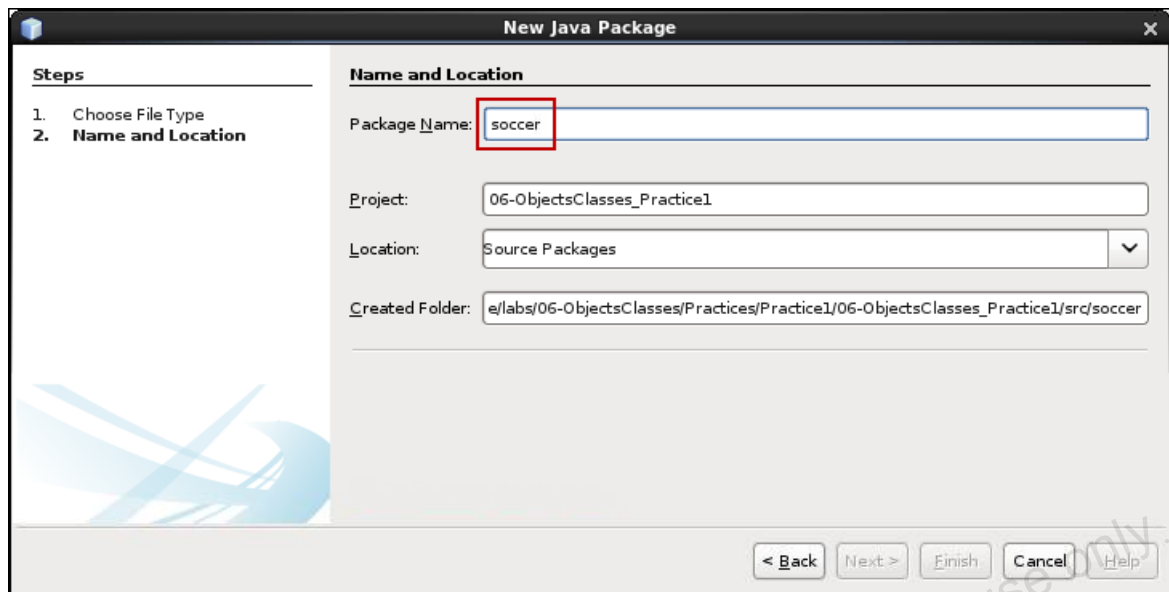 New Java Package
Steps
1. Choose File Type
2. Name and Location
Name and Location
Package Name: soccer
Project: 06-ObjectsClasses_Practice1
Location: Source Packages
Created Folder: e/labs/06-ObjectsClasses/Practices/Practice1/06-ObjectsClasses_Practice1/src/soccer
< Back Next > Finish Cancel Help
only